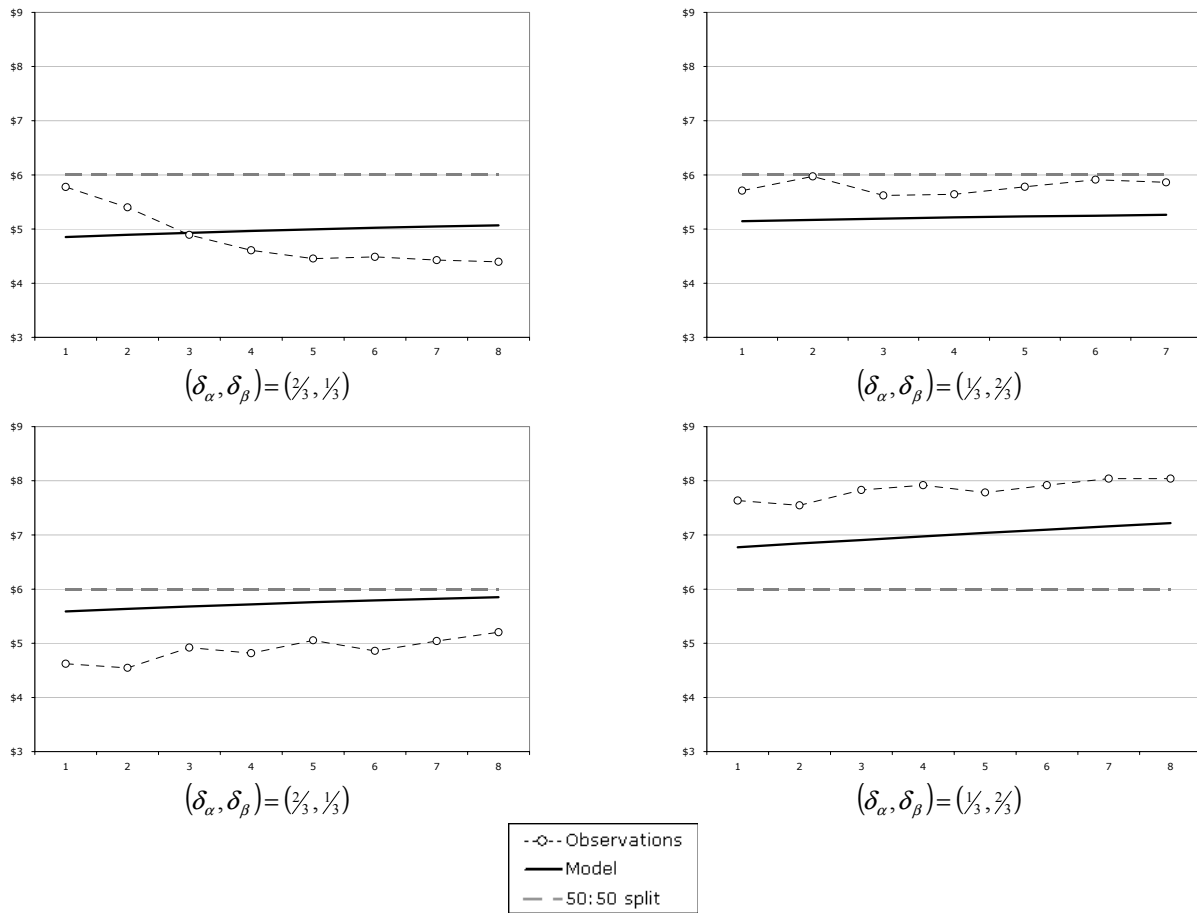 $9
$8
$7
$6
$5
$4
$3
1 2 3 4 5 6 7 8
(δα, δβ) = (2/3, 1/3)
$9
$8
$7
$6
$5
$4
$3
1 2 3 4 5 6 7
(δα, δβ) = (1/3, 2/3)
$9
$8
$7
$6
$5
$4
$3
1 2 3 4 5 6 7 8
(δα, δβ) = (2/3, 1/3)
$9
$8
$7
$6
$5
$4
$3
1 2 3 4 5 6 7 8
(δα, δβ) = (1/3, 2/3)
Observations
Model
50:50 split